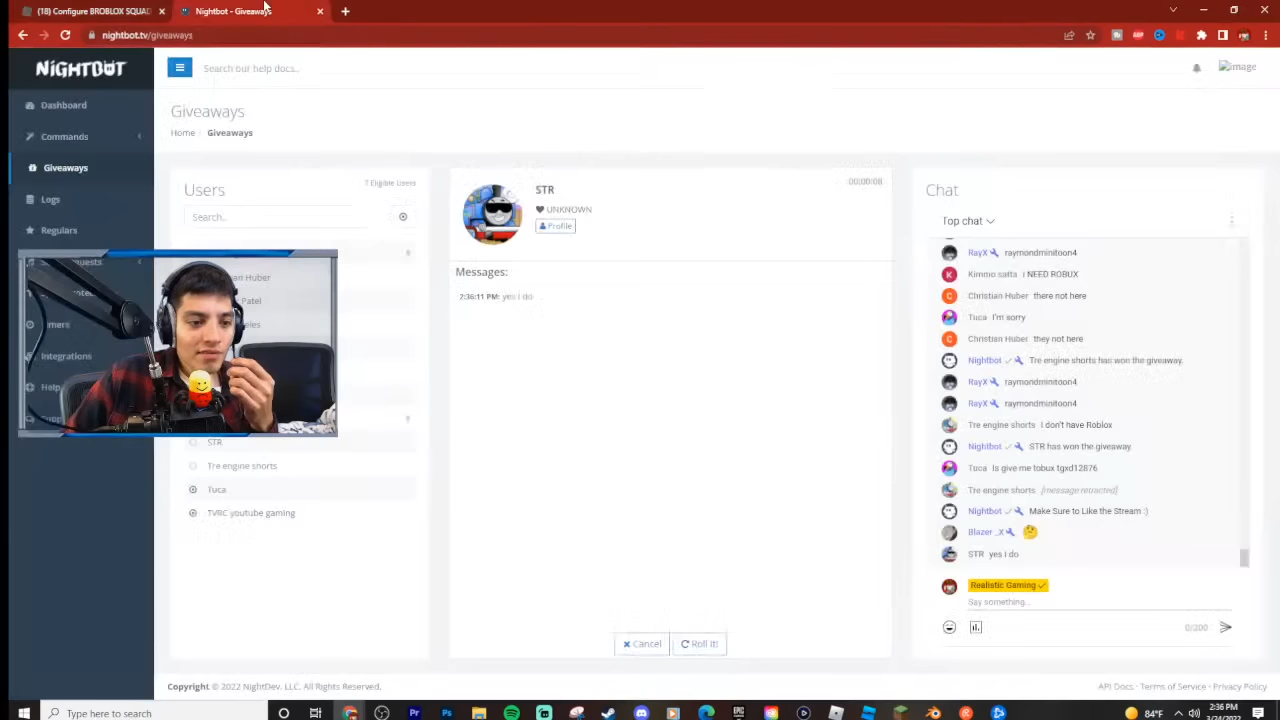 (18) Configure BROBLOX SQUAD
Nightbot - Giveaways
nightbot.tv/giveaways
NiGHTBOT
Search our help docs..
image
Dashboard
Commands
Giveaways
Logs
Regulars
Integrations
Help
Giveaways
Home / Giveaways
Users
7 Eligible Users
Search..
Huber
Patel
STR
Tre engine shorts
Tuca
TVRC youtube gaming
STR
UNKNOWN
Profile
00:00:08
Messages:
2:36:11 PM: yes I do
Cancel
Roll It!
Chat
Top chat
RayX raymondminitoon4
Kimmo salta i NEED ROBUX
Christian Huber there not here
Tuca I'm sorry
Christian Huber they not here
Nightbot Tre engine shorts has won the giveaway.
RayX raymondminitoon4
RayX raymondminitoon4
Tre engine shorts I don't have Roblox
Nightbot STR has won the giveaway.
Tuca Is give me tobux tgxd12876
Tre engine shorts [message retracted]
Nightbot Make Sure to Like the Stream :)
Blazer _X
STR yes I do
Realistic Gaming
Say something...
0/200
Copyright © 2022 NightDev, LLC. All Rights Reserved.
API Docs · Terms of Service · Privacy Policy
Type here to search
84°F
2:36 PM
3/24/2022